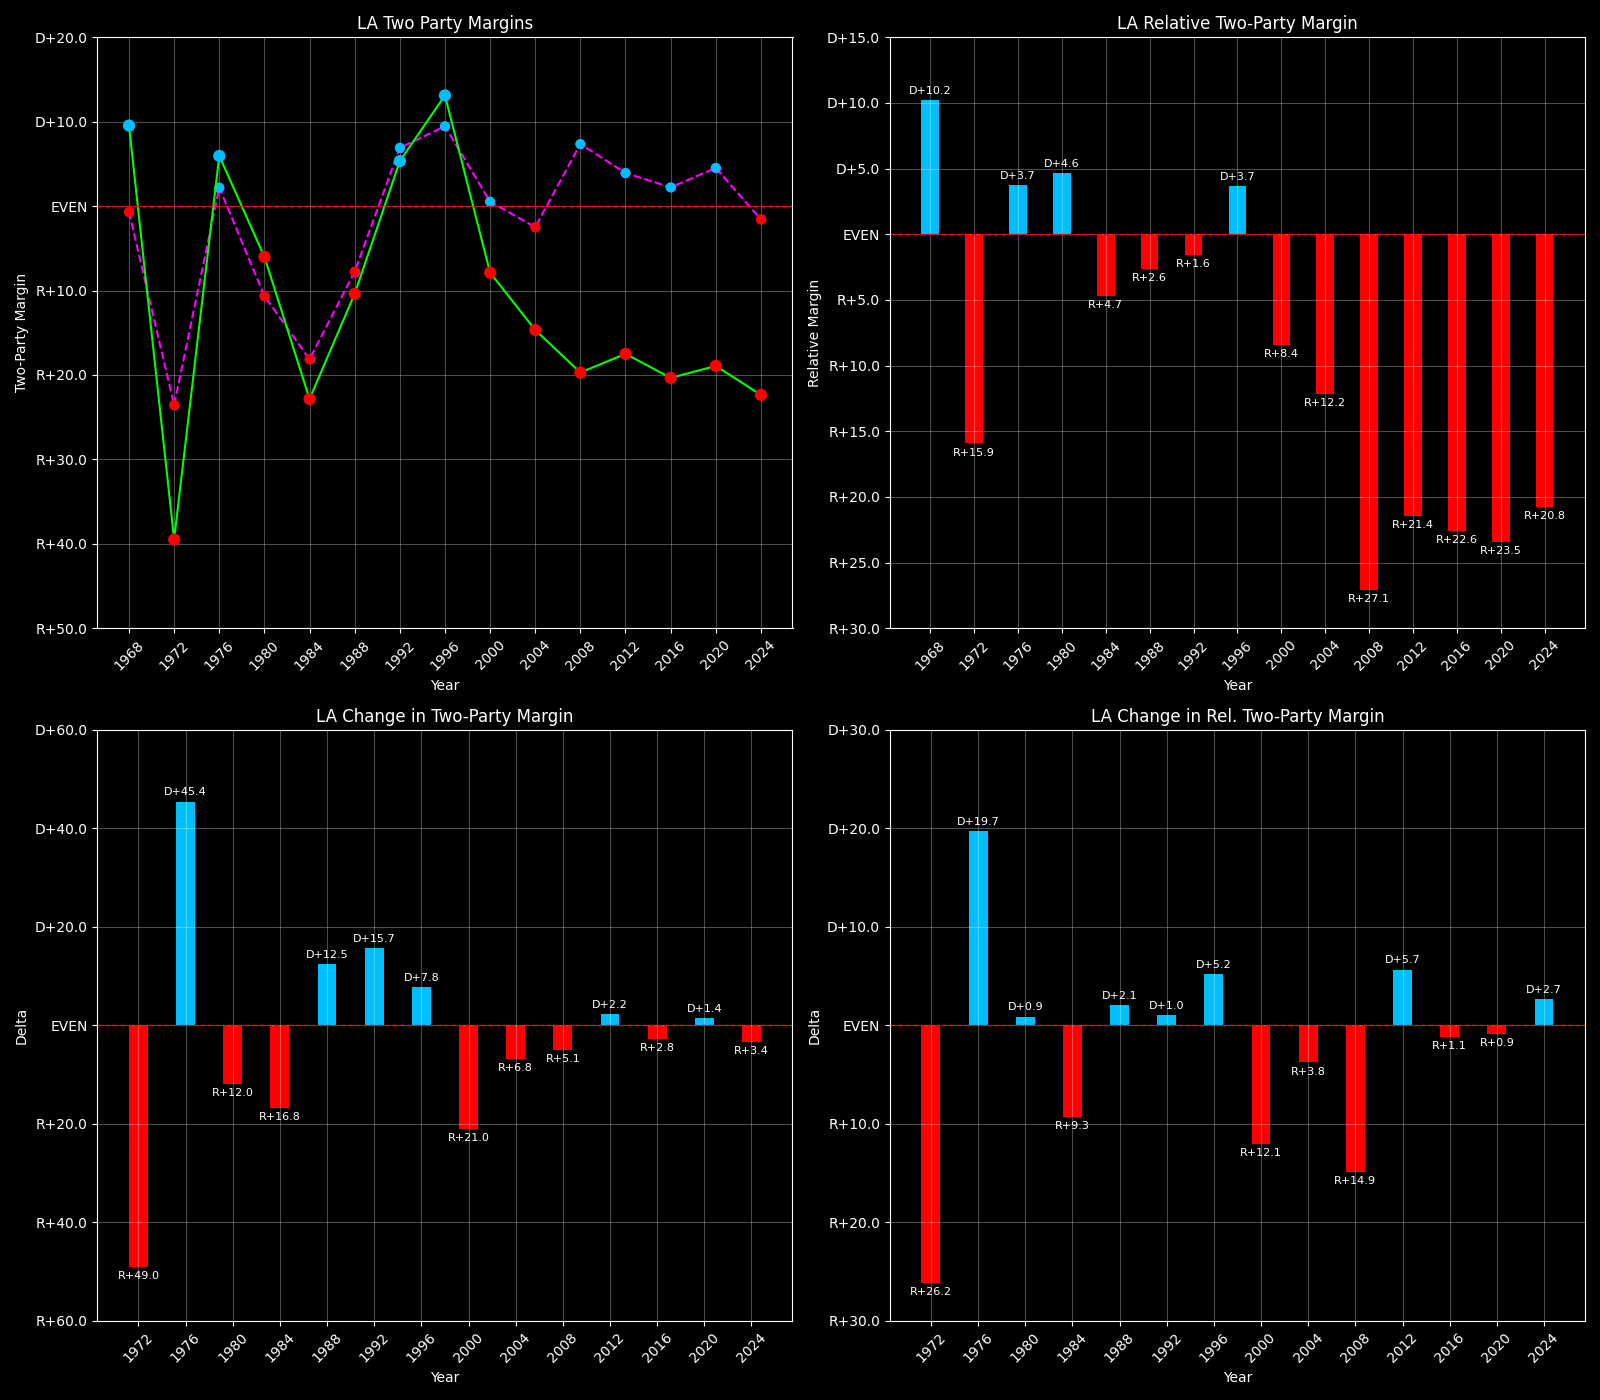 LA Two Party Margins
D+20.0
D+10.0
EVEN
R+10.0
R+20.0
R+30.0
R+40.0
R+50.0
Two-Party Margin
1968
1972
1976
1980
1984
1988
1992
1996
2000
2004
2008
2012
2016
2020
2024
Year
LA Relative Two-Party Margin
D+15.0
D+10.0
D+5.0
EVEN
R+5.0
R+10.0
R+15.0
R+20.0
R+25.0
R+30.0
Relative Margin
D+10.2
R+15.9
D+3.7
D+4.6
R+4.7
R+2.6
R+1.6
D+3.7
R+8.4
R+12.2
R+27.1
R+21.4
R+22.6
R+23.5
R+20.8
1968
1972
1976
1980
1984
1988
1992
1996
2000
2004
2008
2012
2016
2020
2024
Year
LA Change in Two-Party Margin
D+60.0
D+40.0
D+20.0
EVEN
R+20.0
R+40.0
R+60.0
Delta
R+49.0
D+45.4
R+12.0
R+16.8
D+12.5
D+15.7
D+7.8
R+21.0
R+6.8
R+5.1
D+2.2
R+2.8
D+1.4
R+3.4
1972
1976
1980
1984
1988
1992
1996
2000
2004
2008
2012
2016
2020
2024
Year
LA Change in Rel. Two-Party Margin
D+30.0
D+20.0
D+10.0
EVEN
R+10.0
R+20.0
R+30.0
Delta
R+26.2
D+19.7
D+0.9
R+9.3
D+2.1
D+1.0
D+5.2
R+12.1
R+3.8
R+14.9
D+5.7
R+1.1
R+0.9
D+2.7
1972
1976
1980
1984
1988
1992
1996
2000
2004
2008
2012
2016
2020
2024
Year